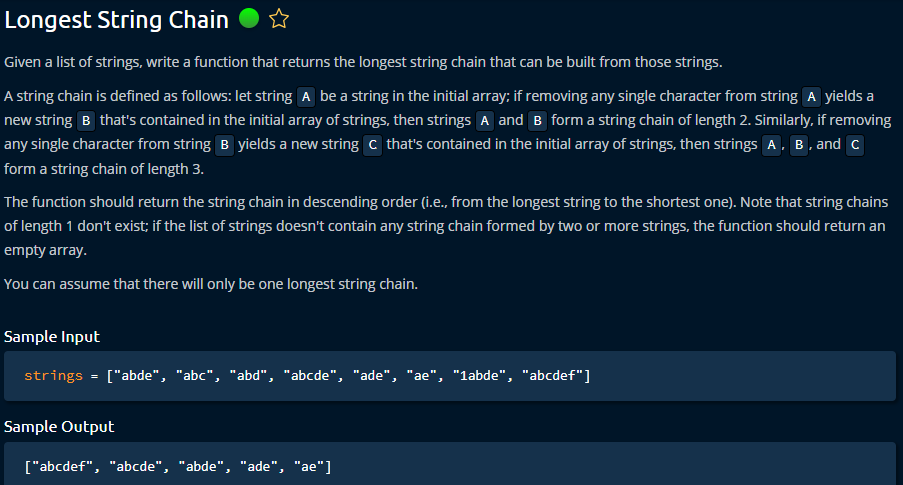 Longest String Chain
Given a list of strings, write a function that returns the longest string chain that can be built from those strings.
A string chain is defined as follows: let string A be a string in the initial array; if removing any single character from string A yields a
new string B that's contained in the initial array of strings, then strings A and B form a string chain of length 2. Similarly, if removing
any single character from string B yields a new string C that's contained in the initial array of strings, then strings A, B, and C
form a string chain of length 3.
The function should return the string chain in descending order (i.e., from the longest string to the shortest one). Note that string chains
of length 1 don't exist; if the list of strings doesn't contain any string chain formed by two or more strings, the function should return an
empty array.
You can assume that there will only be one longest string chain.
Sample Input
strings = ["abde", "abc", "abd", "abcde", "ade", "ae", "1abde", "abcdef"]
Sample Output
["abcdef", "abcde", "abde", "ade", "ae"]